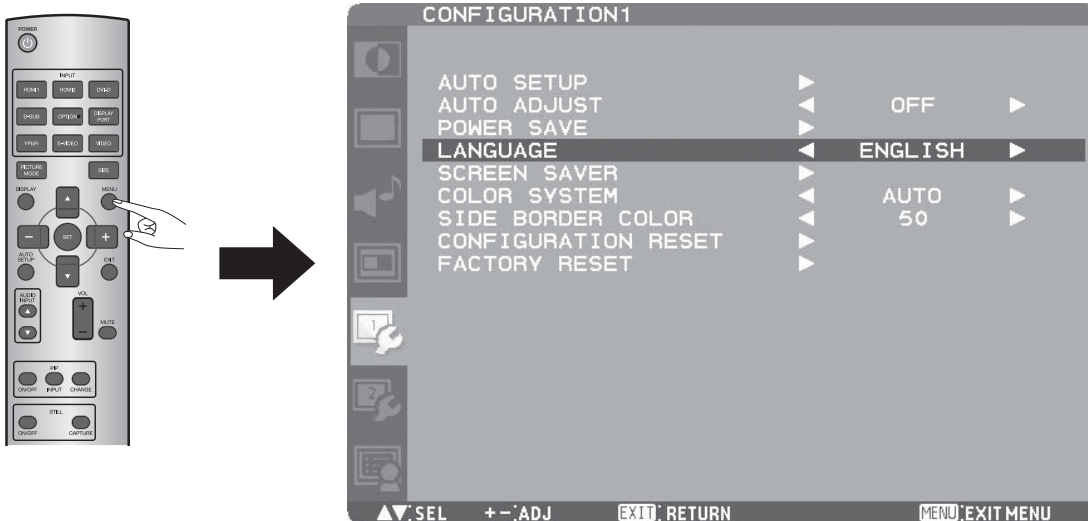 POWER
INPUT
HDMI1 HDMI2 DVI-D
D-SUB OPTION DISPLAY PORT
YPbPr S-VIDEO VIDEO
PICTURE MODE SIZE
DISPLAY MENU
− SET +
AUTO SETUP EXIT
AUDIO INPUT VOL
+
− MUTE
PIP
ON/OFF INPUT CHANGE
STILL
ON/OFF CAPTURE
CONFIGURATION1
AUTO SETUP ▶
AUTO ADJUST ◀ OFF ▶
POWER SAVE ▶
LANGUAGE ◀ ENGLISH ▶
SCREEN SAVER ▶
COLOR SYSTEM ◀ AUTO ▶
SIDE BORDER COLOR ◀ 50 ▶
CONFIGURATION RESET ▶
FACTORY RESET ▶
1
2
▲▼:SEL +-:ADJ EXIT:RETURN MENU:EXIT MENU